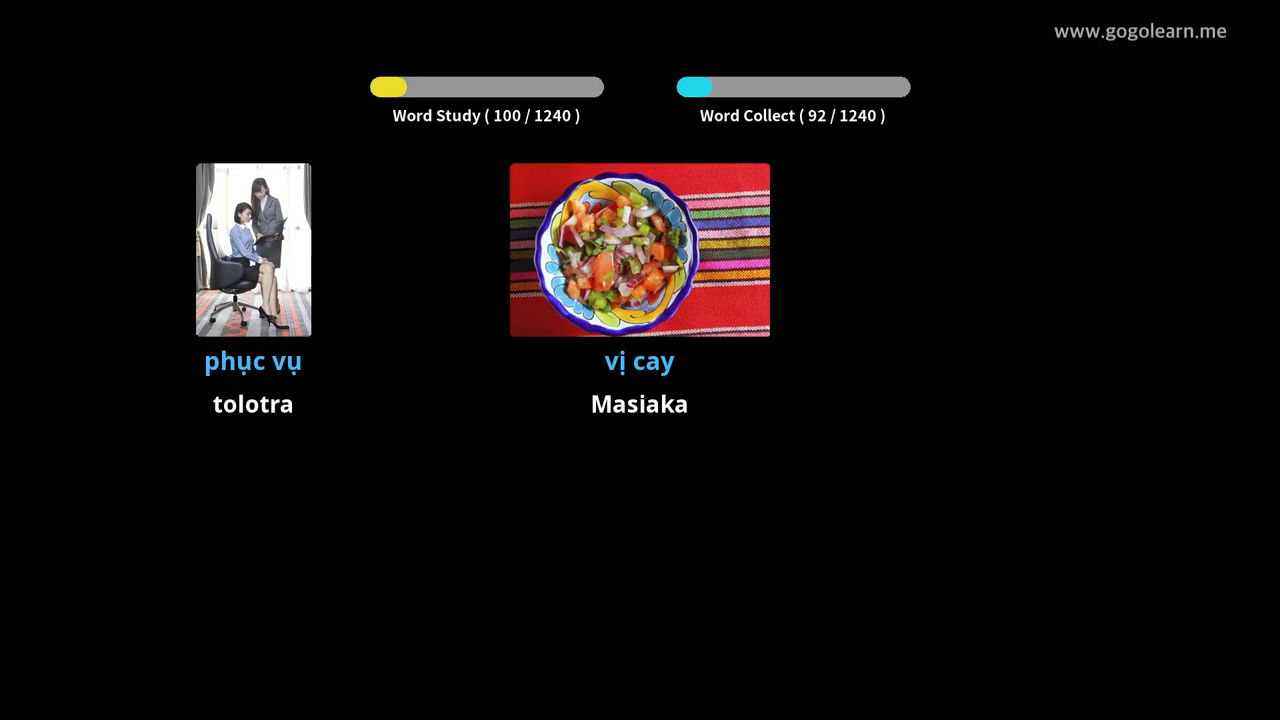 www.gogolearn.me
Word Study ( 100 / 1240 )
Word Collect ( 92 / 1240 )
phục vụ
tolotra
vị cay
Masiaka